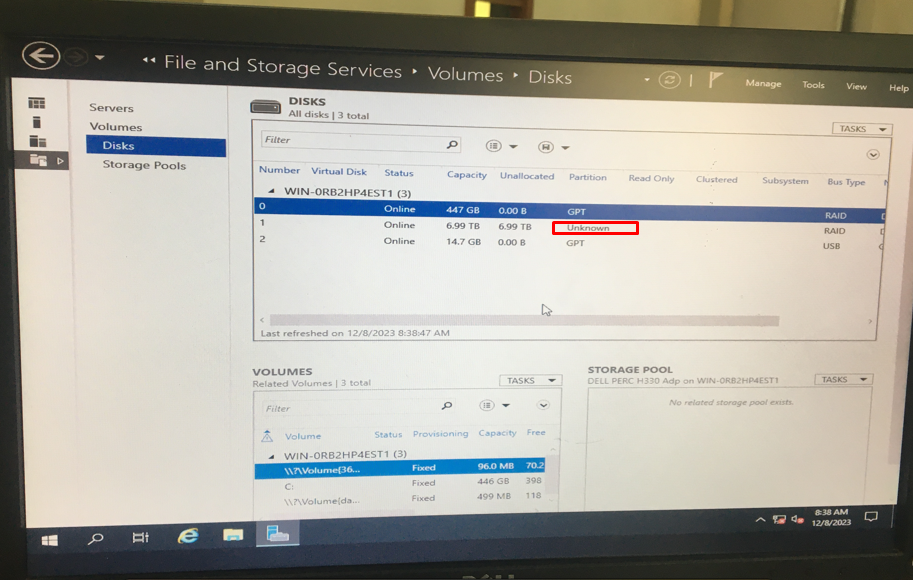 File and Storage Services ‣ Volumes ‣ Disks
Manage Tools View Help
Servers
Volumes
Disks
Storage Pools
DISKS
All disks | 3 total
TASKS
Filter
Number Virtual Disk Status Capacity Unallocated Partition Read Only Clustered Subsystem Bus Type
WIN-0RB2HP4EST1 (3)
0 Online 447 GB 0.00 B GPT RAID
1 Online 6.99 TB 6.99 TB Unknown RAID
2 Online 14.7 GB 0.00 B GPT USB
Last refreshed on 12/8/2023 8:38:47 AM
VOLUMES
Related Volumes | 3 total
TASKS
Filter
Volume Status Provisioning Capacity Free
WIN-0RB2HP4EST1 (3)
\\?\Volume{36... Fixed 96.0 MB 70.2
C: Fixed 446 GB 398
\\?\Volume{da... Fixed 499 MB 118
STORAGE POOL
DELL PERC H330 Adp on WIN-0RB2HP4EST1
TASKS
No related storage pool exists.
8:38 AM
12/8/2023